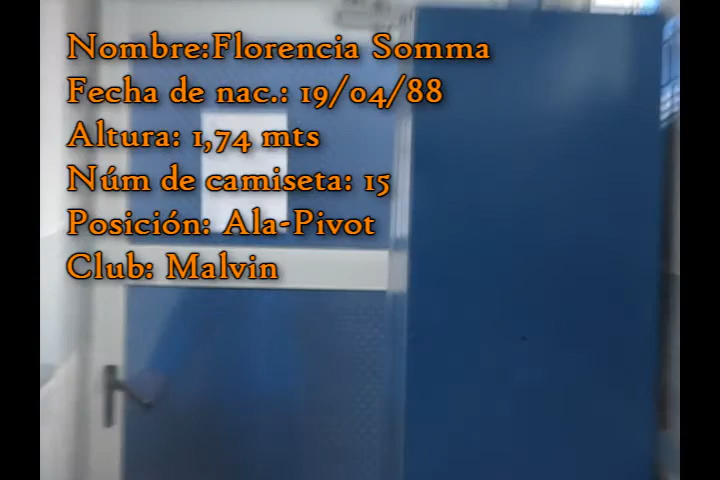 Nombre:Florencia Somma
Fecha de nac.: 19/04/88
Altura: 1,74 mts
Núm de camiseta: 15
Posición: Ala-Pivot
Club: Malvin